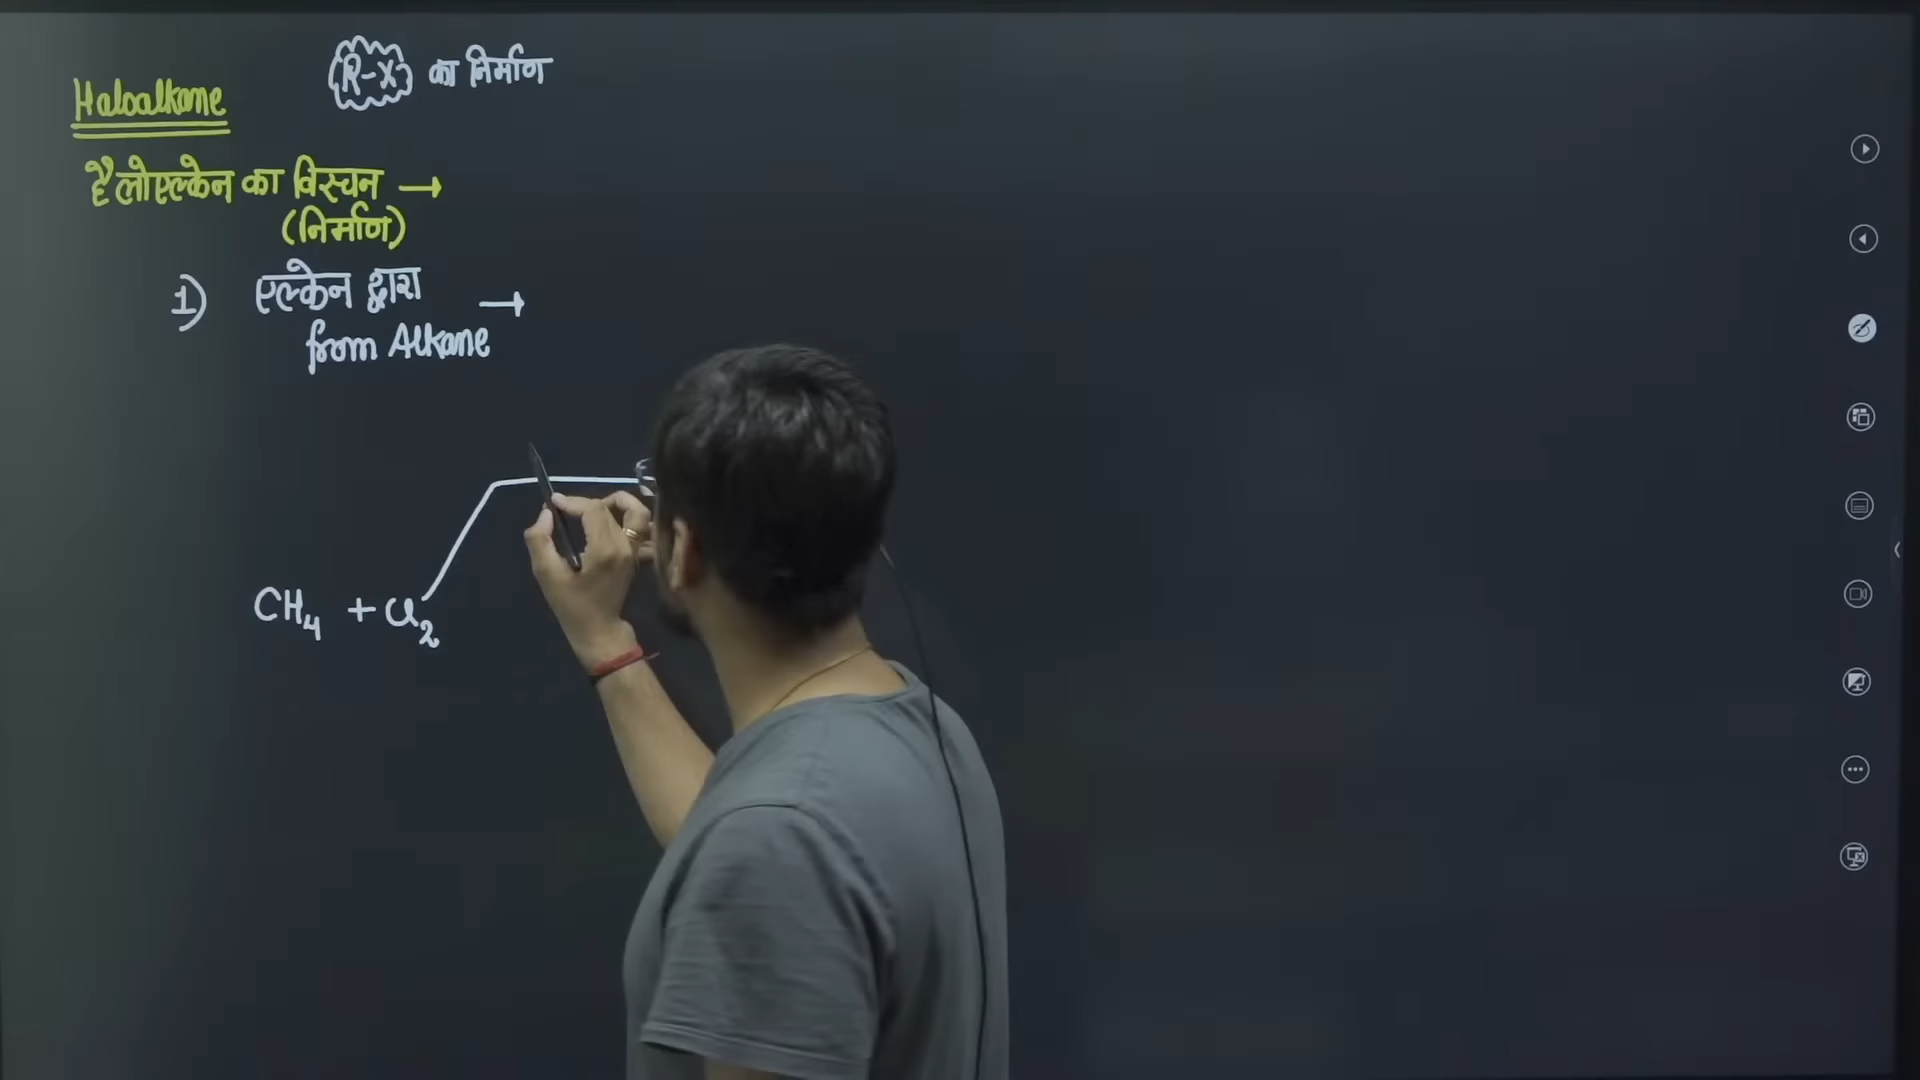 R-X का निर्माण
Haloalkane
हैलोएल्केन का विरचन →
(निर्माण)
1) एल्केन द्वारा →
from Alkane
CH₄ + Cl₂